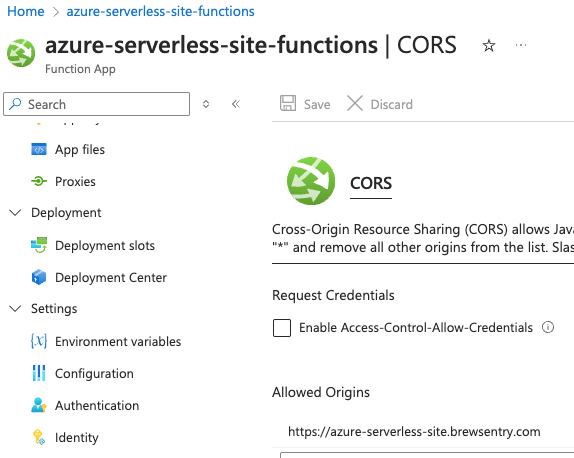 Home > azure-serverless-site-functions
azure-serverless-site-functions | CORS ☆ ···
Function App
Search
«
Save Discard
App files
Proxies
Deployment
Deployment slots
Deployment Center
Settings
Environment variables
Configuration
Authentication
Identity
CORS
Cross-Origin Resource Sharing (CORS) allows Java
"*" and remove all other origins from the list. Slas
Request Credentials
Enable Access-Control-Allow-Credentials
Allowed Origins
https://azure-serverless-site.brewsentry.com